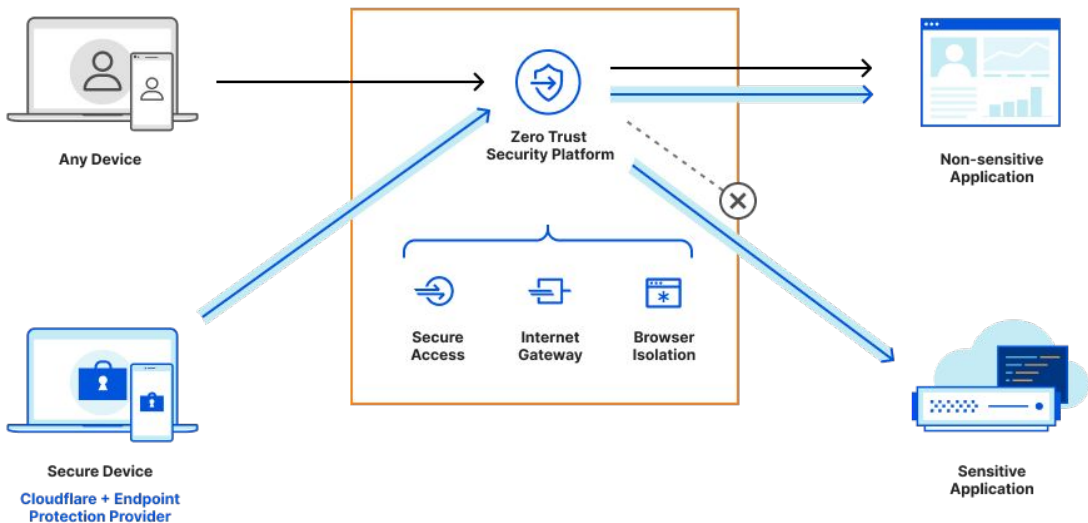 Any Device
Zero Trust
Security Platform
Non-sensitive
Application
Secure
Access
Internet
Gateway
Browser
Isolation
Secure Device
Cloudflare + Endpoint
Protection Provider
Sensitive
Application